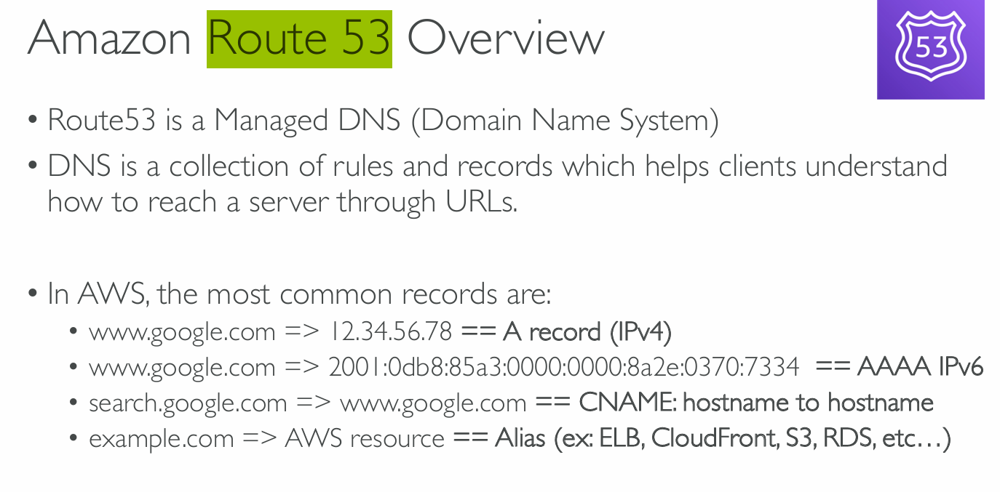 Amazon Route 53 Overview
53
• Route53 is a Managed DNS (Domain Name System)
• DNS is a collection of rules and records which helps clients understand
how to reach a server through URLs.
• In AWS, the most common records are:
• www.google.com => 12.34.56.78 == A record (IPv4)
• www.google.com => 2001:0db8:85a3:0000:0000:8a2e:0370:7334 == AAAA IPv6
• search.google.com => www.google.com == CNAME: hostname to hostname
• example.com => AWS resource == Alias (ex: ELB, CloudFront, S3, RDS, etc…)